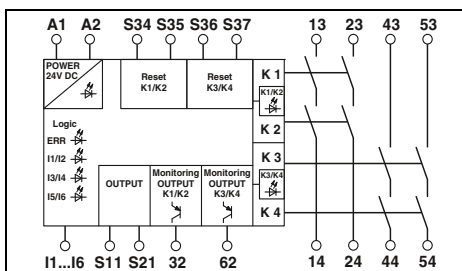 A1 A2 S34 S35 S36 S37 13 23 43 53
POWER
24V DC
Reset
K1/K2
Reset
K3/K4
K 1
K1/K2
K 2
Logic
ERR
I1/I2
I3/I4
I5/I6
K 3
K3/K4
K 4
OUTPUT
Monitoring
OUTPUT
K1/K2
Monitoring
OUTPUT
K3/K4
I1...I6 S11 S21 32 62 14 24 44 54